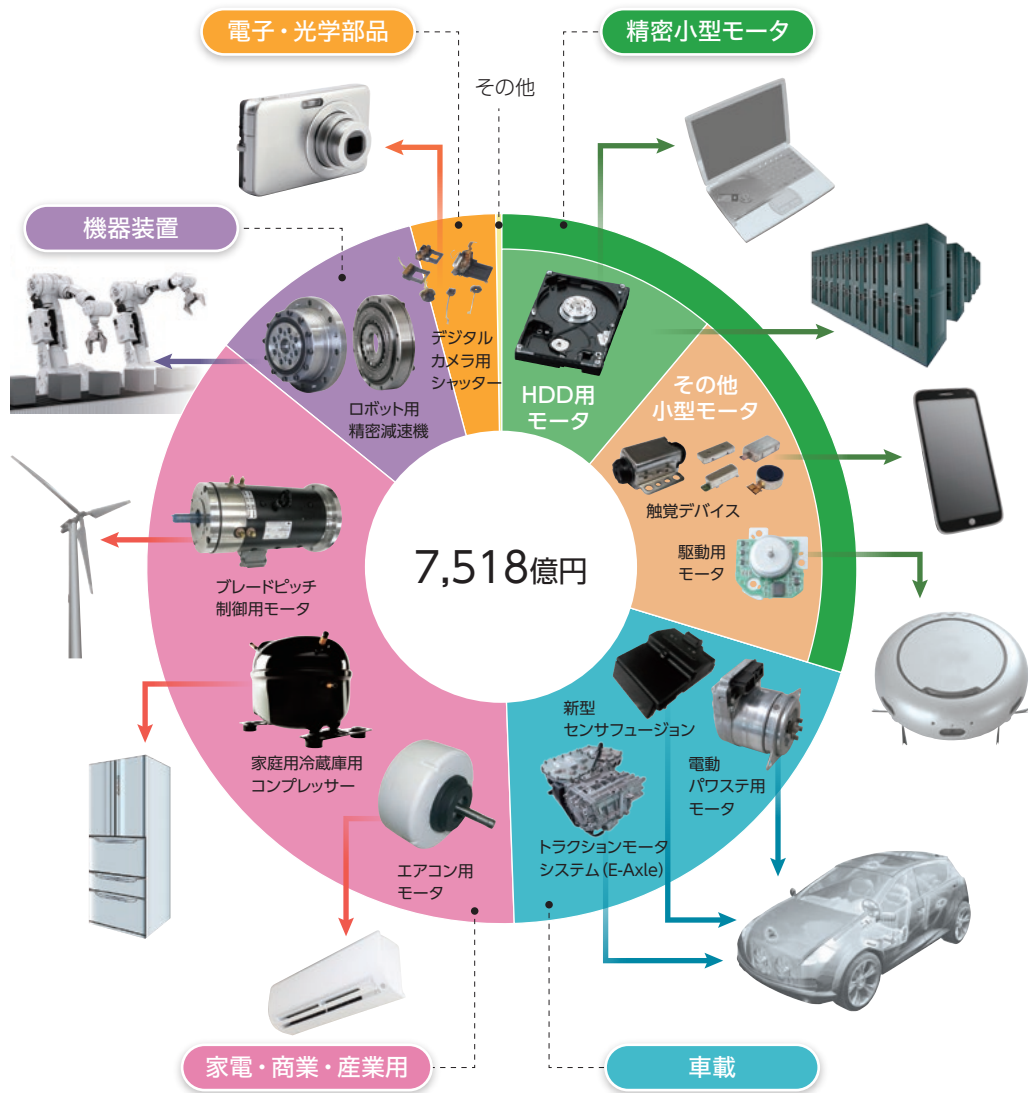 電子・光学部品
精密小型モータ
その他
機器装置
デジタル
カメラ用
シャッター
HDD用
モータ
その他
小型モータ
ロボット用
精密減速機
触覚デバイス
7,518億円
駆動用
モータ
ブレードピッチ
制御用モータ
新型
センサフュージョン
家庭用冷蔵庫用
コンプレッサー
電動
パワステ用
モータ
トラクションモータ
システム(E-Axle)
エアコン用
モータ
家電・商業・産業用
車載